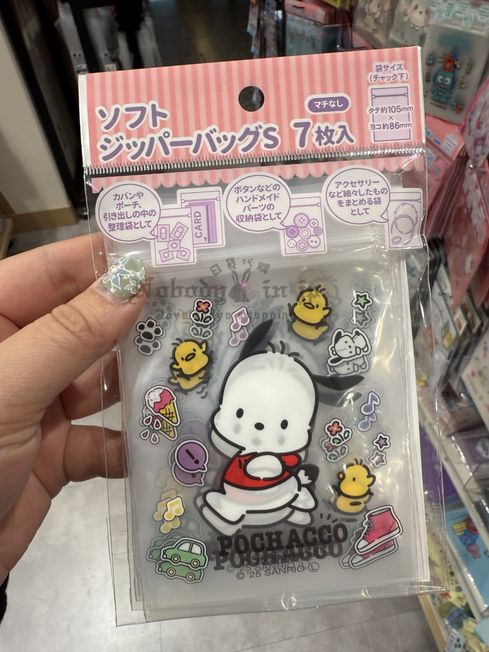 袋サイズ
(チャック下)
マチなし
タテ約105mm
×
ヨコ約86mm
ソフト
ジッパーバッグS 7枚入
カバンや
ポーチ、
引き出しの中の
整理袋として
CARD
ボタンなどの
ハンドメイド
パーツの
収納袋として
アクセサリー
など細々したもの
をまとめる袋
として
Nobody in
POCHACCO
POCHACCO